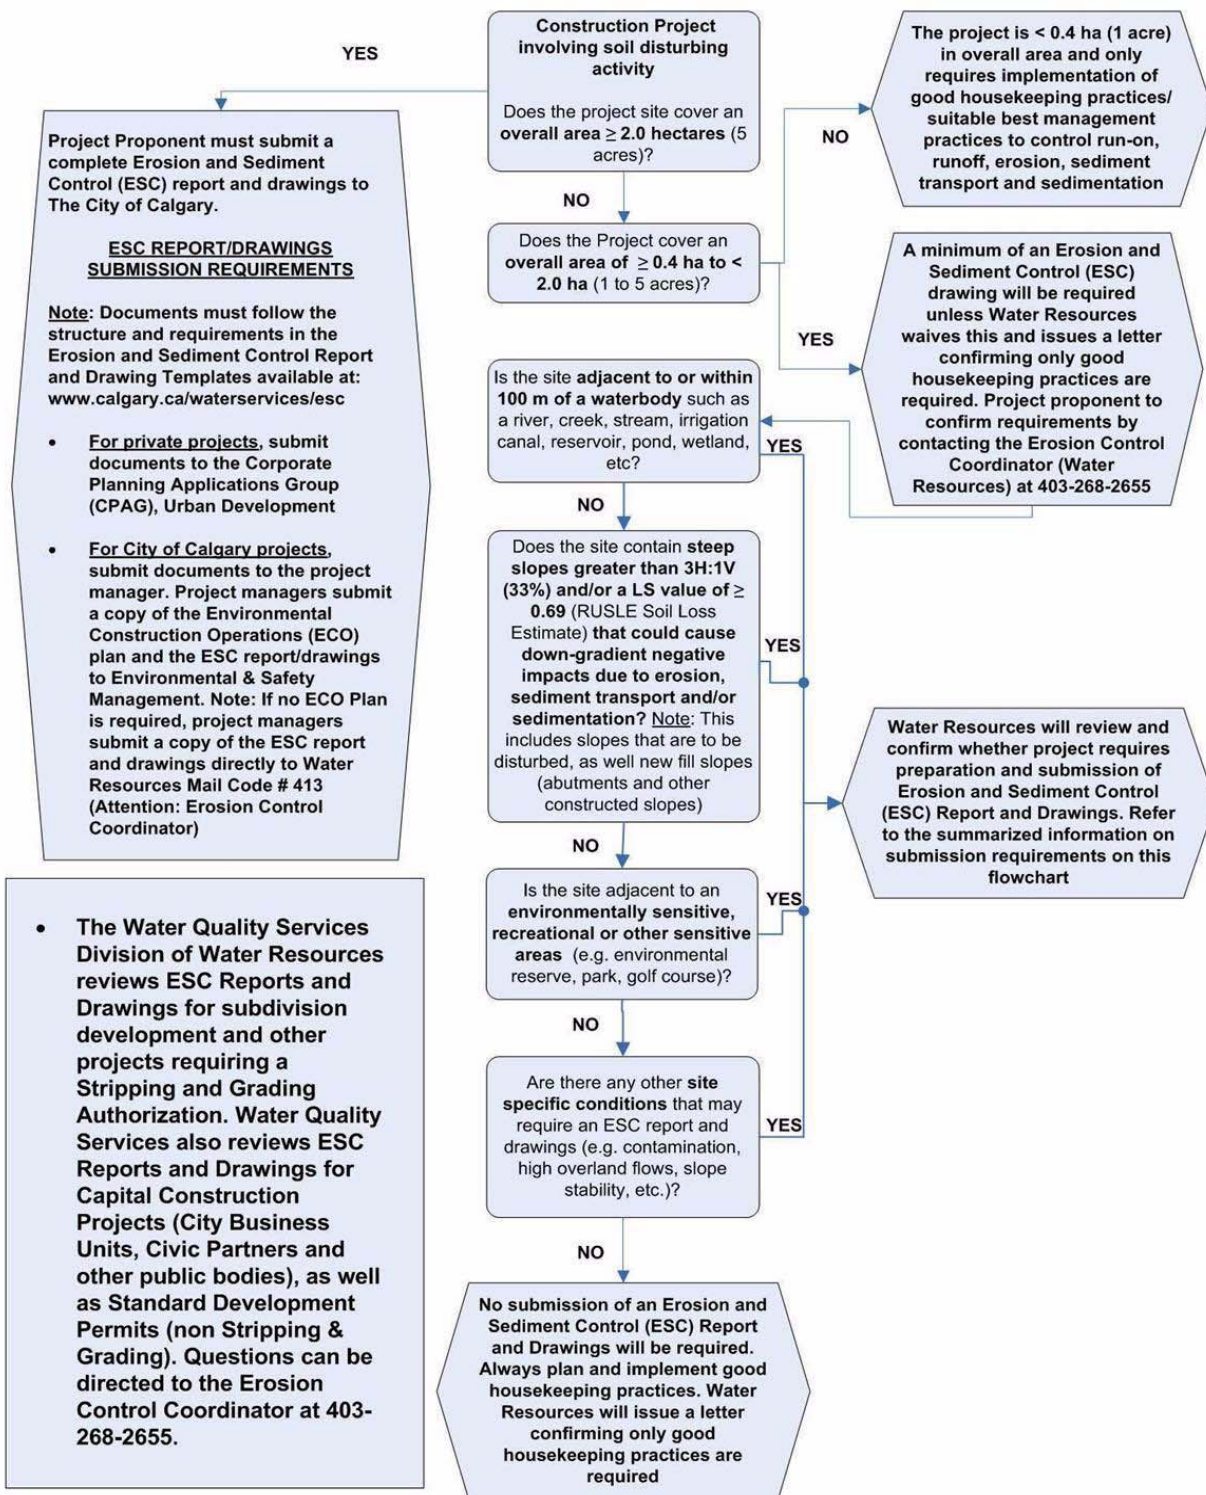 Construction Project
involving soil disturbing
activity
Does the project site cover an
overall area ≥ 2.0 hectares (5
acres)?
YES
NO
Project Proponent must submit a
complete Erosion and Sediment
Control (ESC) report and drawings to
The City of Calgary.
ESC REPORT/DRAWINGS
SUBMISSION REQUIREMENTS
Note: Documents must follow the
structure and requirements in the
Erosion and Sediment Control Report
and Drawing Templates available at:
www.calgary.ca/waterservices/esc
• For private projects, submit
documents to the Corporate
Planning Applications Group
(CPAG), Urban Development
• For City of Calgary projects,
submit documents to the project
manager. Project managers submit
a copy of the Environmental
Construction Operations (ECO)
plan and the ESC report/drawings
to Environmental & Safety
Management. Note: If no ECO Plan
is required, project managers
submit a copy of the ESC report
and drawings directly to Water
Resources Mail Code # 413
(Attention: Erosion Control
Coordinator)
Does the Project cover an
overall area of ≥ 0.4 ha to <
2.0 ha (1 to 5 acres)?
NO
The project is < 0.4 ha (1 acre)
in overall area and only
requires implementation of
good housekeeping practices/
suitable best management
practices to control run-on,
runoff, erosion, sediment
transport and sedimentation
YES
A minimum of an Erosion and
Sediment Control (ESC)
drawing will be required
unless Water Resources
waives this and issues a letter
confirming only good
housekeeping practices are
required. Project proponent to
confirm requirements by
contacting the Erosion Control
Coordinator (Water
Resources) at 403-268-2655
Is the site adjacent to or within
100 m of a waterbody such as
a river, creek, stream, irrigation
canal, reservoir, pond, wetland,
etc?
YES
NO
Does the site contain steep
slopes greater than 3H:1V
(33%) and/or a LS value of ≥
0.69 (RUSLE Soil Loss
Estimate) that could cause
down-gradient negative
impacts due to erosion,
sediment transport and/or
sedimentation? Note: This
includes slopes that are to be
disturbed, as well new fill slopes
(abutments and other
constructed slopes)
YES
NO
Is the site adjacent to an
environmentally sensitive,
recreational or other sensitive
areas (e.g. environmental
reserve, park, golf course)?
YES
NO
Are there any other site
specific conditions that may
require an ESC report and
drawings (e.g. contamination,
high overland flows, slope
stability, etc.)?
YES
NO
Water Resources will review and
confirm whether project requires
preparation and submission of
Erosion and Sediment Control
(ESC) Report and Drawings. Refer
to the summarized information on
submission requirements on this
flowchart
No submission of an Erosion and
Sediment Control (ESC) Report
and Drawings will be required.
Always plan and implement good
housekeeping practices. Water
Resources will issue a letter
confirming only good
housekeeping practices are
required
• The Water Quality Services
Division of Water Resources
reviews ESC Reports and
Drawings for subdivision
development and other
projects requiring a
Stripping and Grading
Authorization. Water Quality
Services also reviews ESC
Reports and Drawings for
Capital Construction
Projects (City Business
Units, Civic Partners and
other public bodies), as well
as Standard Development
Permits (non Stripping &
Grading). Questions can be
directed to the Erosion
Control Coordinator at 403-
268-2655.